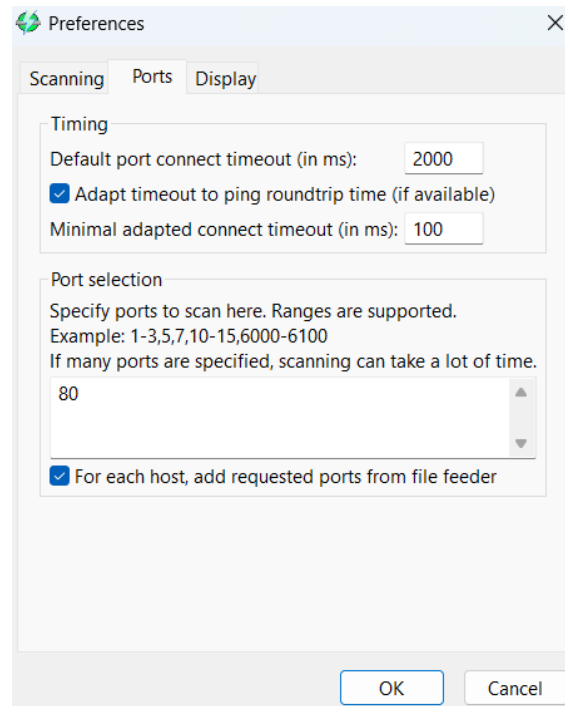 Preferences
Scanning Ports Display
Timing
Default port connect timeout (in ms): 2000
Adapt timeout to ping roundtrip time (if available)
Minimal adapted connect timeout (in ms): 100
Port selection
Specify ports to scan here. Ranges are supported.
Example: 1-3,5,7,10-15,6000-6100
If many ports are specified, scanning can take a lot of time.
80
For each host, add requested ports from file feeder
OK Cancel